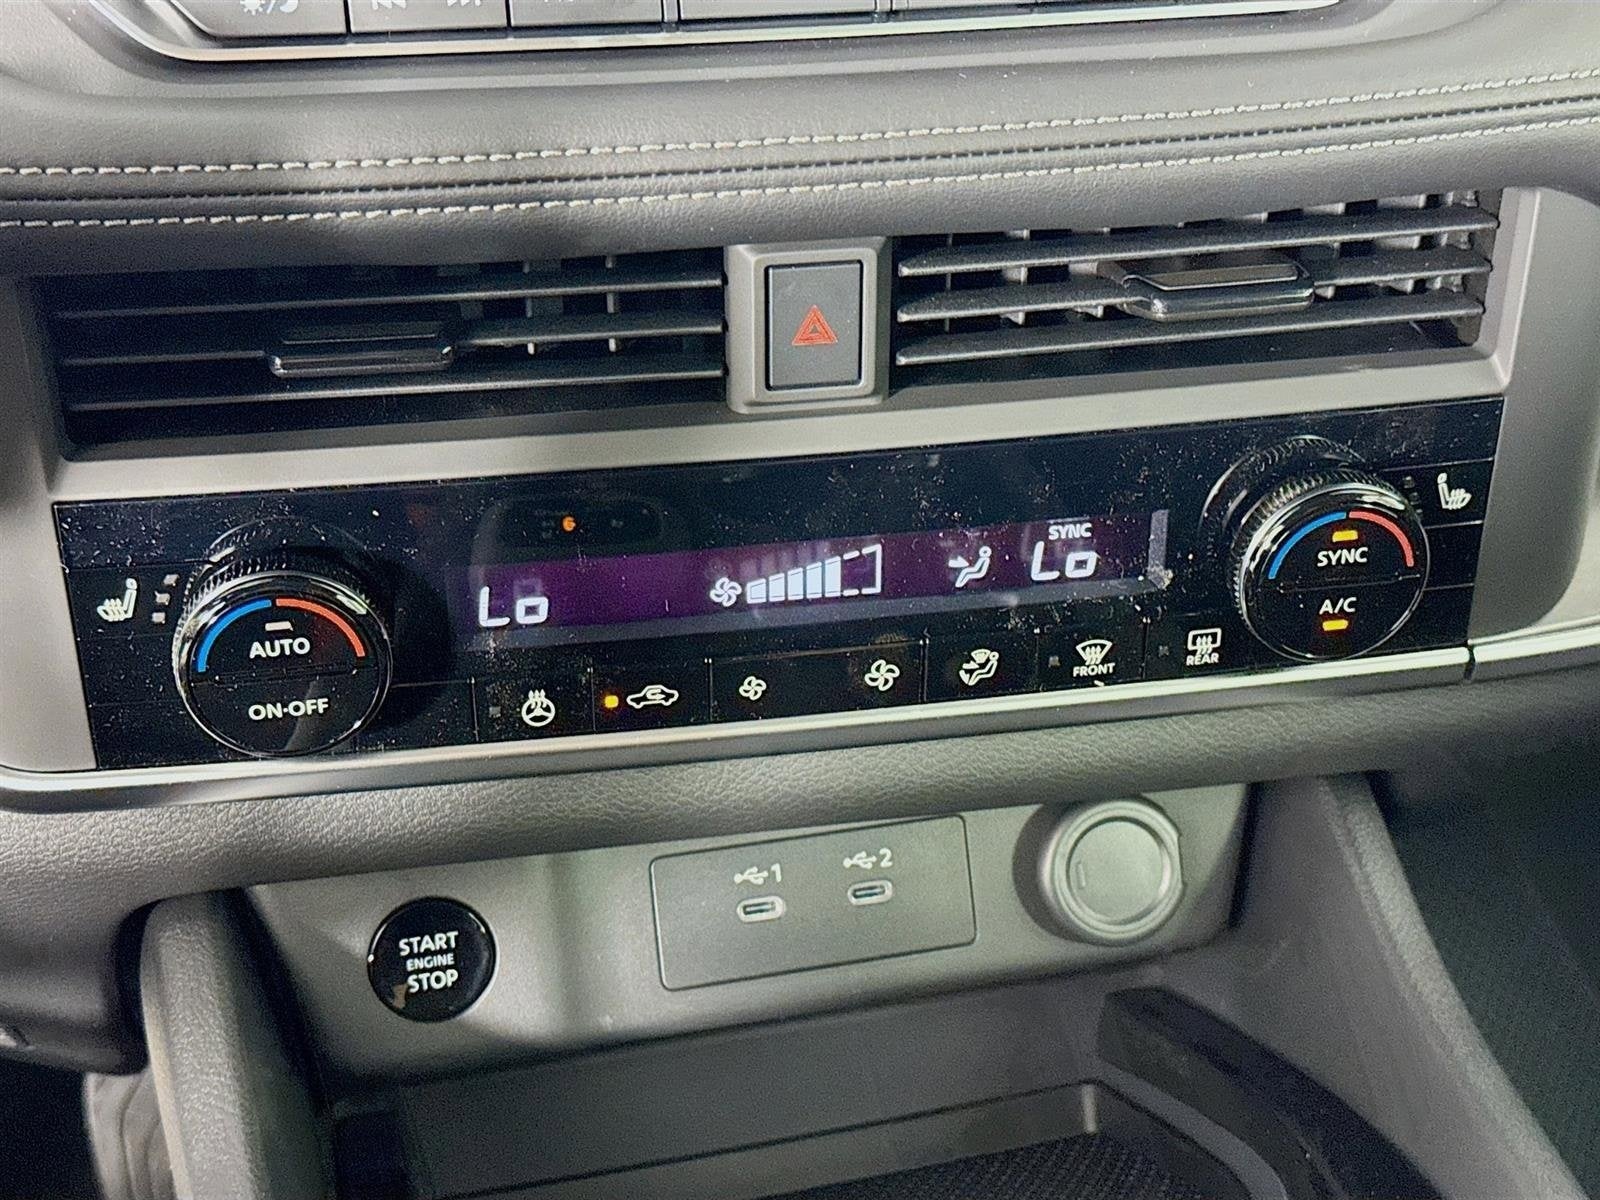 SYNC
Lo
Lo
AUTO
ON·OFF
SYNC
A/C
FRONT
REAR
1
2
START
ENGINE
STOP